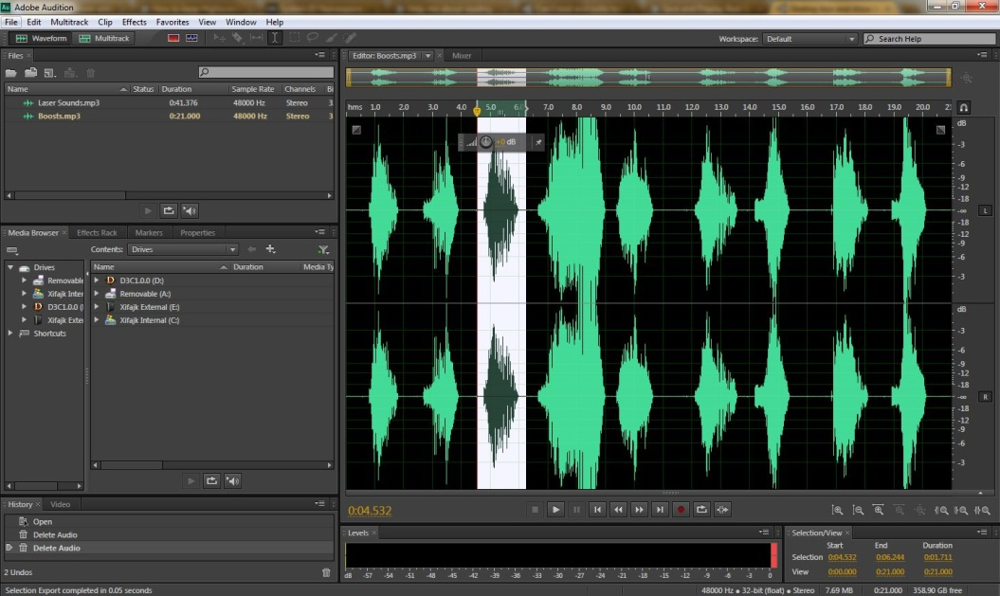 Au Adobe Audition
File Edit Multitrack Clip Effects Favorites View Window Help
Waveform Multitrack Workspace: Default Search Help
Files ×
Name Status Duration Sample Rate Channels Bi
Laser Sounds.mp3 0:41.376 48000 Hz Stereo 3
Boosts.mp3 0:21.000 48000 Hz Stereo 3
Media Browser × Effects Rack Markers Properties
Contents: Drives
Drives
Removable
Xifajk Inter
D3C1.0.0 (
Xifajk Exter
Shortcuts
Name Duration Media Ty
D3C1.0.0 (D:)
Removable (A:)
Xifajk External (E:)
Xifajk Internal (C:)
History × Video
Open
Delete Audio
Delete Audio
2 Undos
Editor: Boosts.mp3 × Mixer
hms 1.0 2.0 3.0 4.0 5.0 6.0 7.0 8.0 9.0 10.0 11.0 12.0 13.0 14.0 15.0 16.0 17.0 18.0 19.0 20.0 21
+0 dB
dB
-3
-6
-9
-12
-18
-∞ L
-18
-12
-9
-6
-3
dB
-3
-6
-9
-12
-18
-∞ R
-18
-12
-9
-6
-3
0:04.532
Levels ×
dB -57 -54 -51 -48 -45 -42 -39 -36 -33 -30 -27 -24 -21 -18 -15 -12 -9 -6 -3 0
Selection/View ×
Start End Duration
Selection 0:04.532 0:06.244 0:01.711
View 0:00.000 0:21.000 0:21.000
Selection Export completed in 0.05 seconds 48000 Hz • 32-bit (float) • Stereo 7.69 MB 0:21.000 358.90 GB free